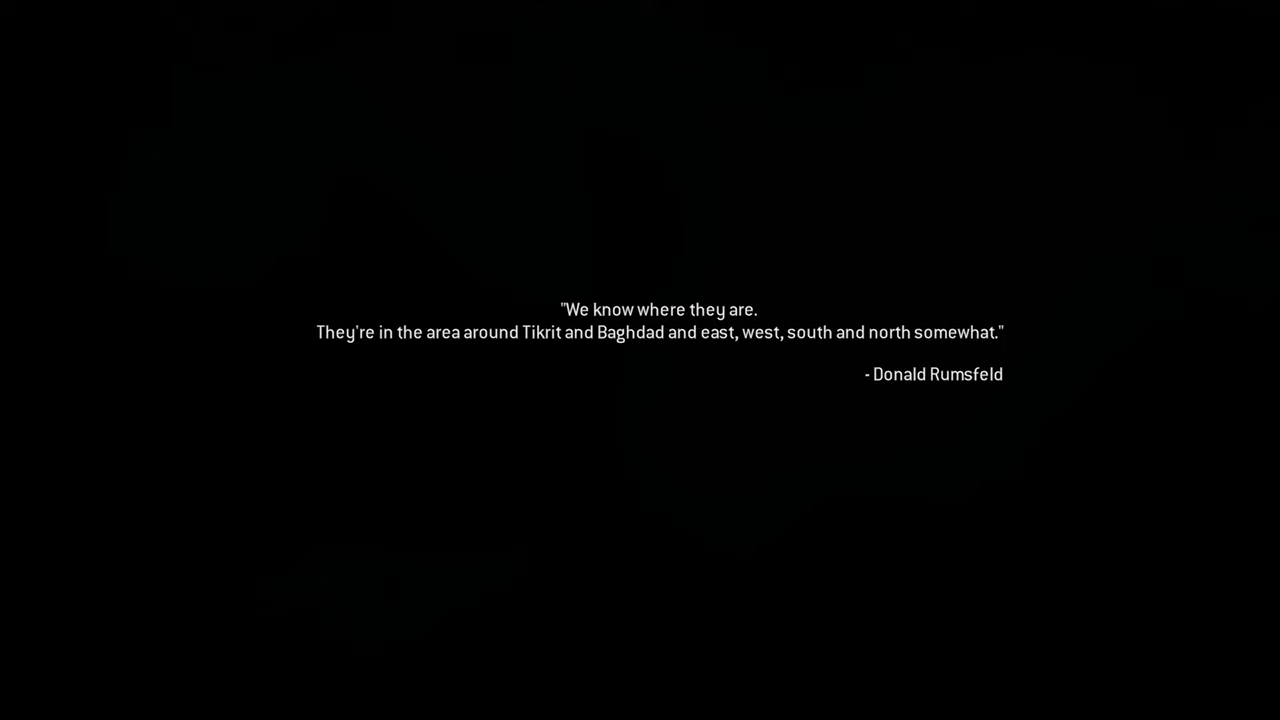 "We know where they are.
They're in the area around Tikrit and Baghdad and east, west, south and north somewhat."
- Donald Rumsfeld